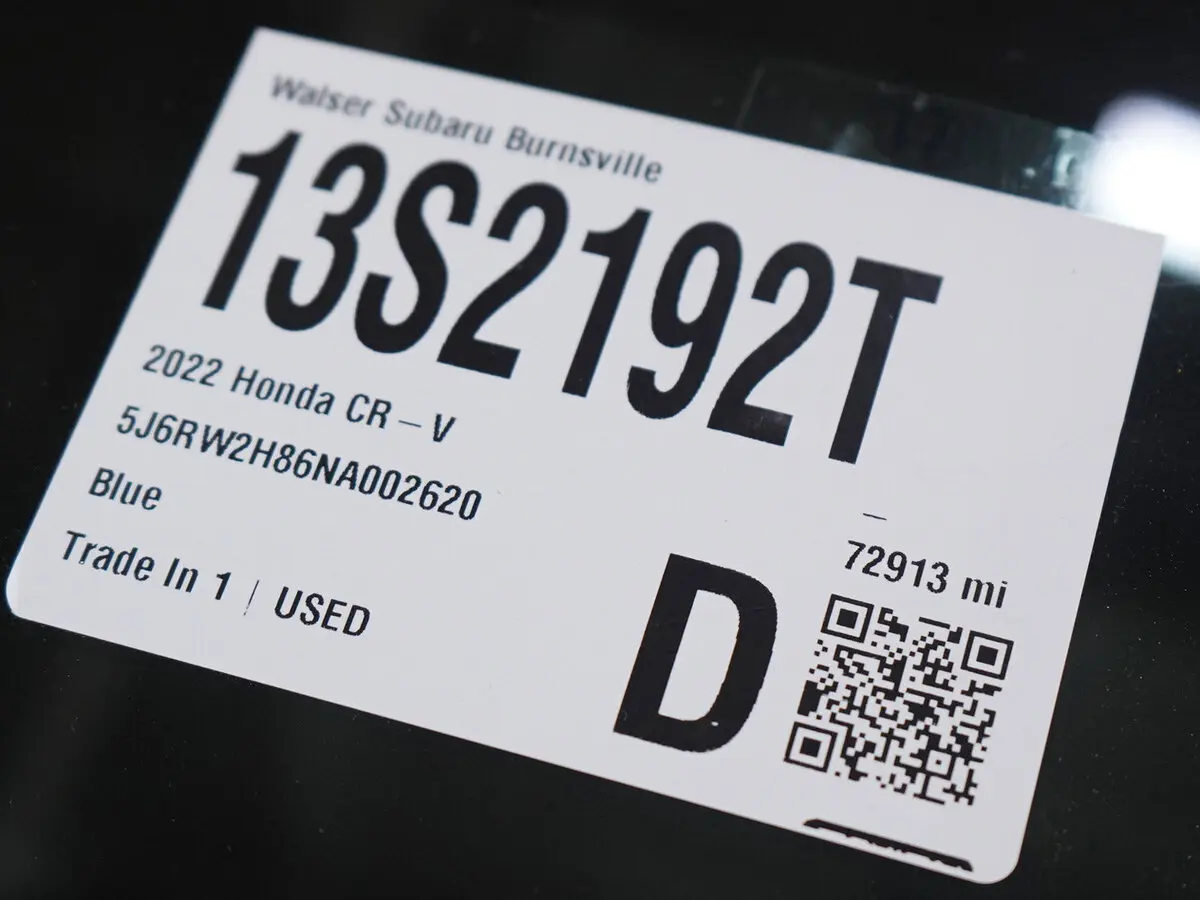 Walser Subaru Burnsville
13S2192T
2022 Honda CR – V
5J6RW2H86NA002620
Blue
Trade In 1 / USED
–
72913 mi
D